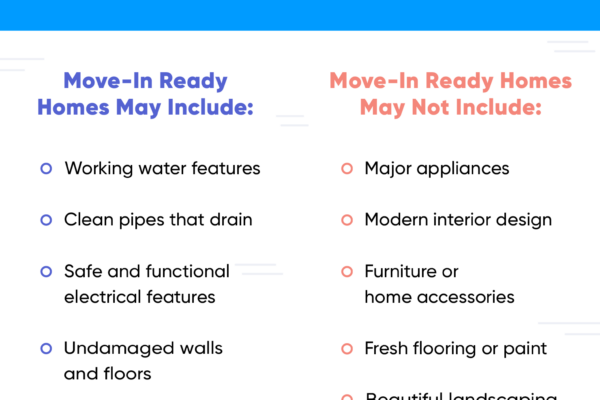 Move-In Ready
Homes May Include:
Working water features
Clean pipes that drain
Safe and functional
electrical features
Undamaged walls
and floors
Move-In Ready Homes
May Not Include:
Major appliances
Modern interior design
Furniture or
home accessories
Fresh flooring or paint
Beautiful landscaping